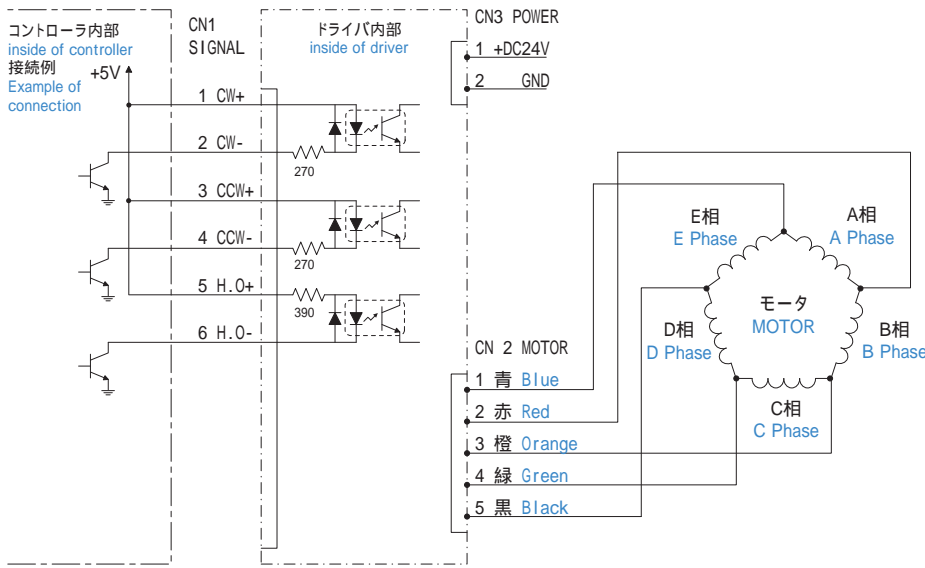 コントローラ内部
inside of controller
接続例
Example of
connection
+5V
CN1
SIGNAL
ドライバ内部
inside of driver
CN3 POWER
1 +DC24V
2 GND
1 CW+
2 CW-
270
3 CCW+
4 CCW-
270
5 H.O+
390
6 H.O-
CN 2 MOTOR
1 青 Blue
2 赤 Red
3 橙 Orange
4 緑 Green
5 黒 Black
E相
E Phase
A相
A Phase
モータ
MOTOR
D相
D Phase
B相
B Phase
C相
C Phase